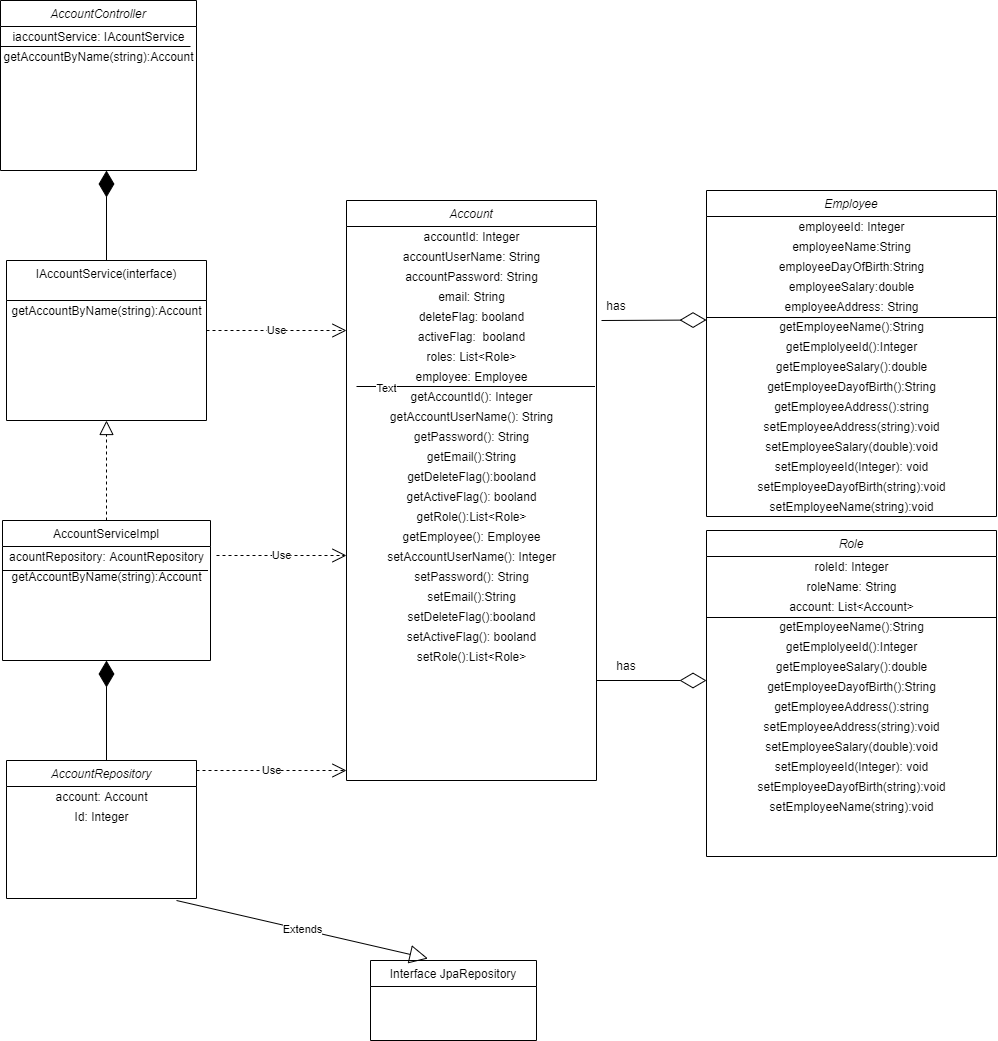 AccountController
iaccountService: IAcountService
getAccountByName(string):Account
IAccountService(interface)
getAccountByName(string):Account
Use
AccountServiceImpl
acountRepository: AcountRepository
getAccountByName(string):Account
Use
AccountRepository
account: Account
Id: Integer
Use
Extends
Interface JpaRepository
Account
accountId: Integer
accountUserName: String
accountPassword: String
email: String
deleteFlag: booland
activeFlag: booland
roles: List<Role>
employee: Employee
Text
getAccountId(): Integer
getAccountUserName(): String
getPassword(): String
getEmail():String
getDeleteFlag():booland
getActiveFlag(): booland
getRole():List<Role>
getEmployee(): Employee
setAccountUserName(): Integer
setPassword(): String
setEmail():String
setDeleteFlag():booland
setActiveFlag(): booland
setRole():List<Role>
has
has
Employee
employeeId: Integer
employeeName:String
employeeDayOfBirth:String
employeeSalary:double
employeeAddress: String
getEmployeeName():String
getEmplolyeeId():Integer
getEmployeeSalary():double
getEmployeeDayofBirth():String
getEmployeeAddress():string
setEmployeeAddress(string):void
setEmployeeSalary(double):void
setEmployeeId(Integer): void
setEmployeeDayofBirth(string):void
setEmployeeName(string):void
Role
roleId: Integer
roleName: String
account: List<Account>
getEmployeeName():String
getEmplolyeeId():Integer
getEmployeeSalary():double
getEmployeeDayofBirth():String
getEmployeeAddress():string
setEmployeeAddress(string):void
setEmployeeSalary(double):void
setEmployeeId(Integer): void
setEmployeeDayofBirth(string):void
setEmployeeName(string):void